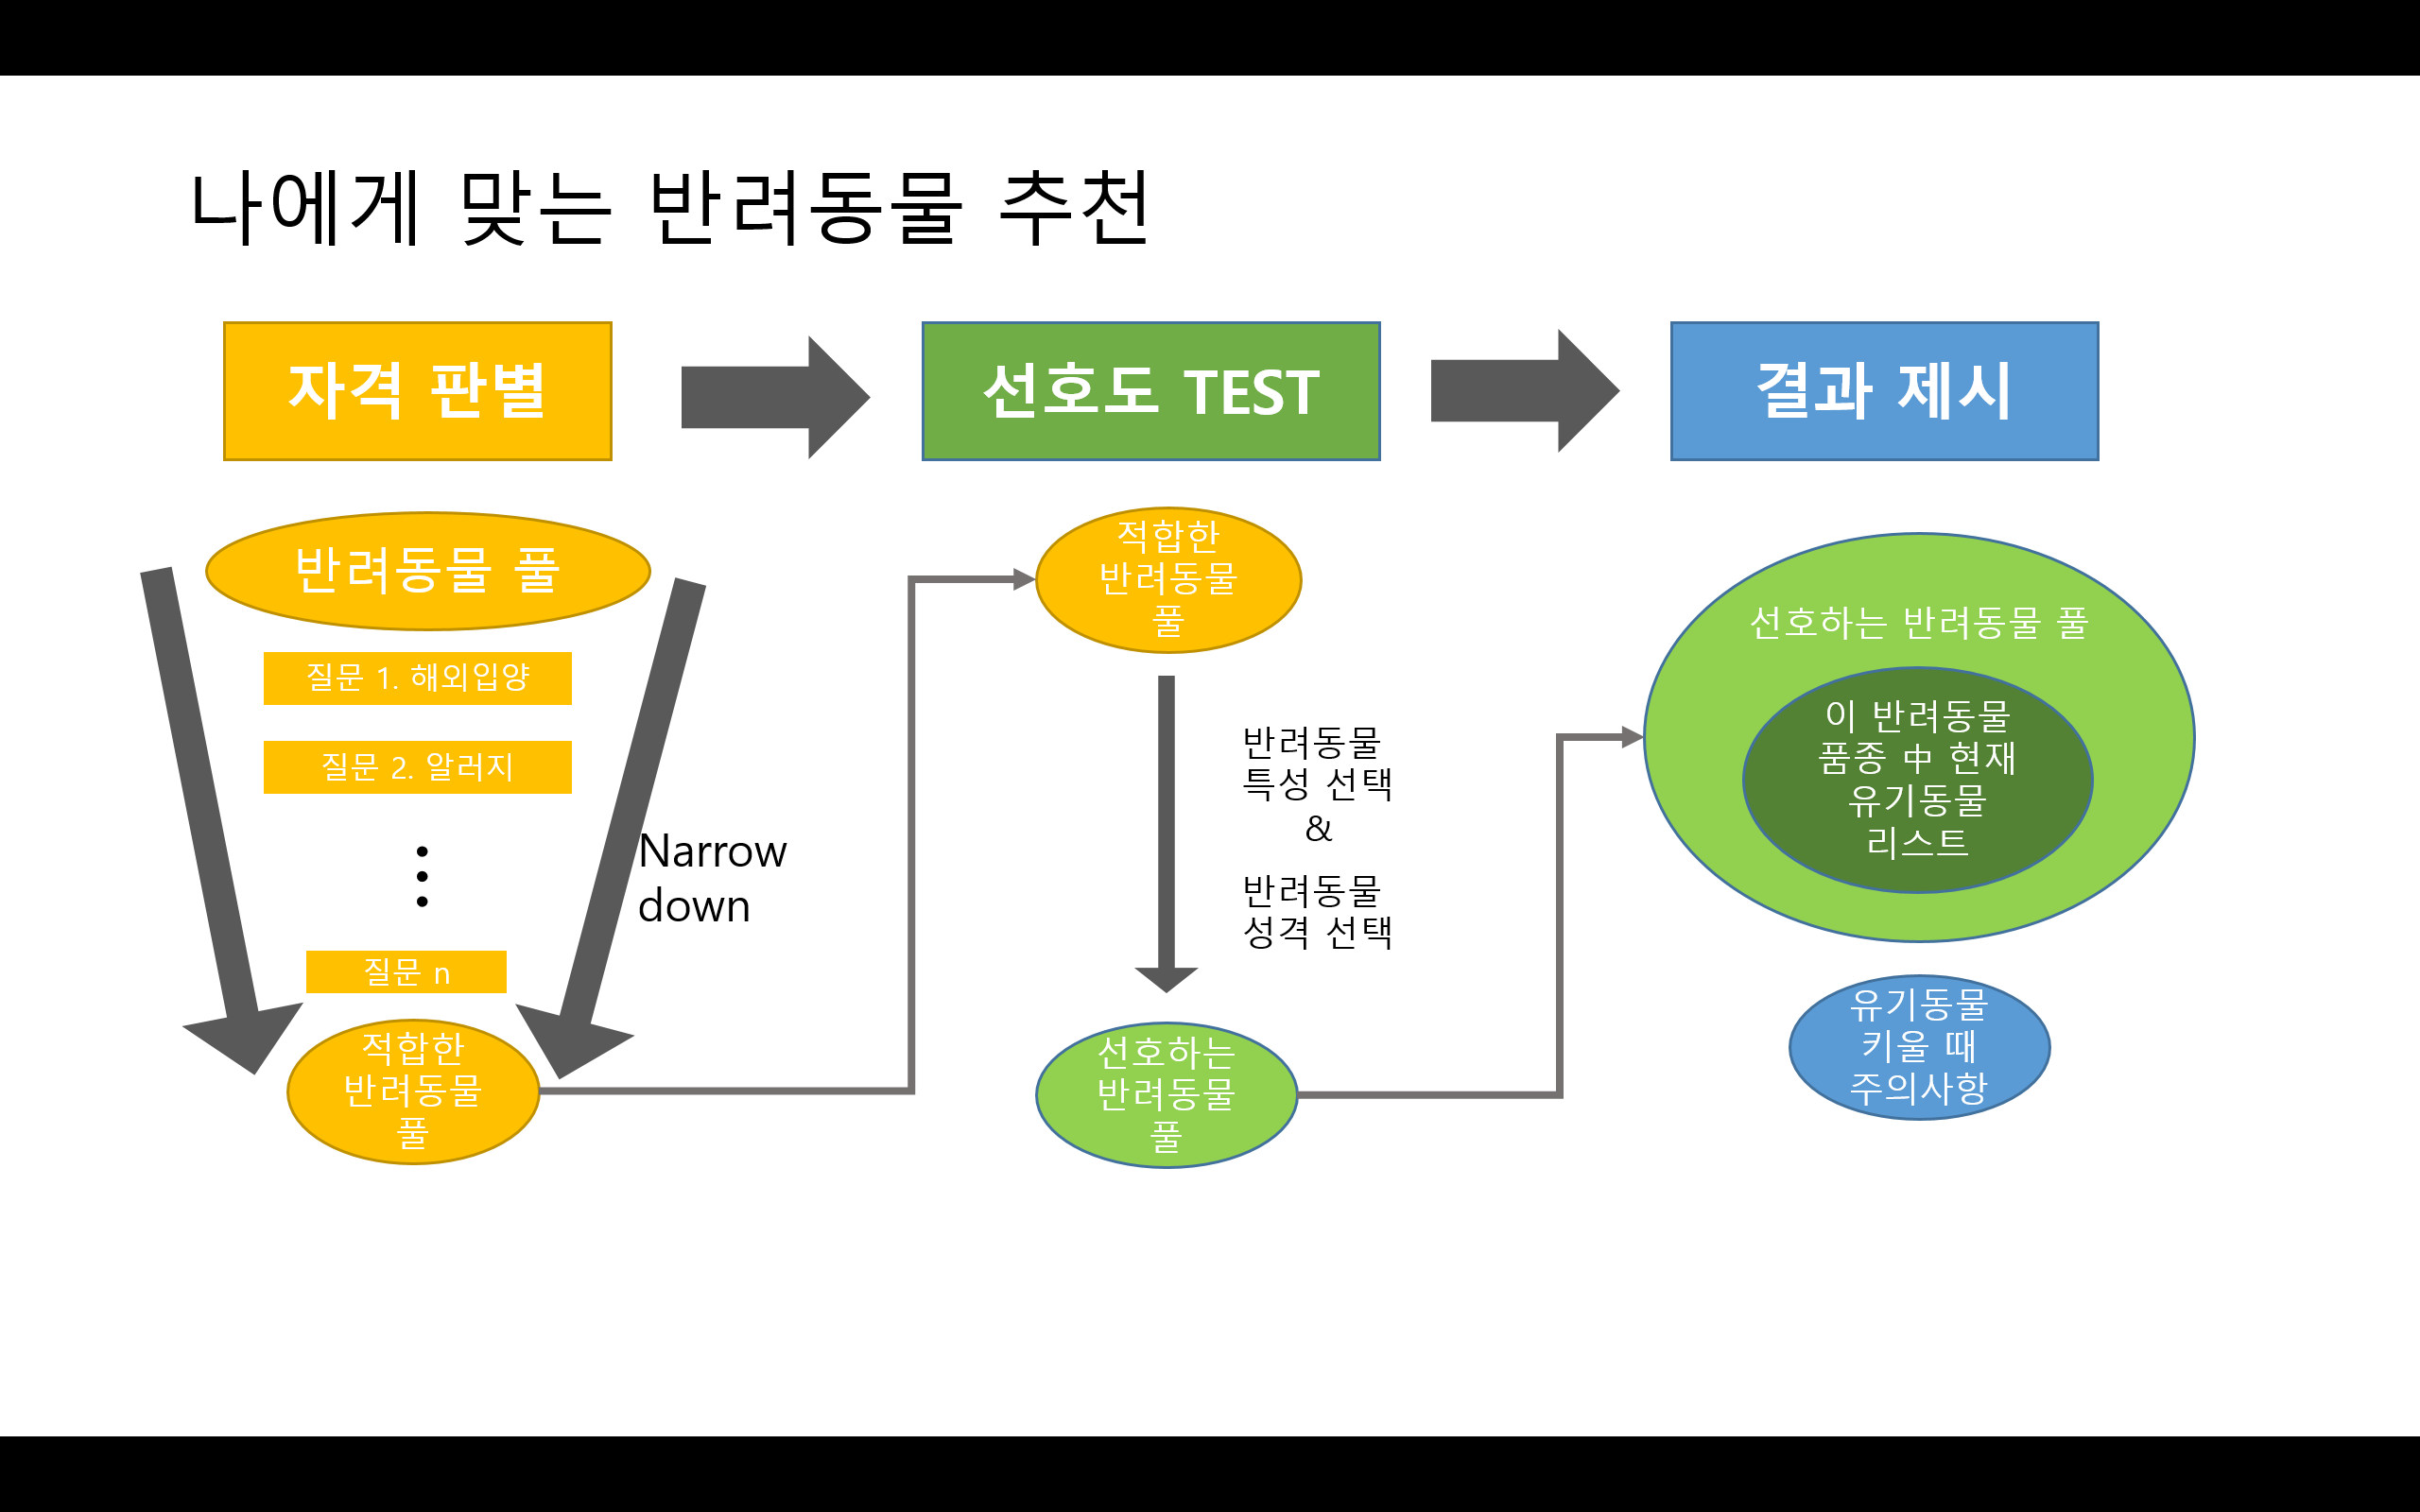 나에게 맞는 반려동물 추천
자격 판별
선호도 TEST
결과 제시
반려동물 풀
질문 1. 해외입양
질문 2. 알러지
질문 n
적합한
반려동물
풀
Narrow
down
적합한
반려동물
풀
반려동물
특성 선택
&
반려동물
성격 선택
선호하는
반려동물
풀
선호하는 반려동물 풀
이 반려동물
품종 中 현재
유기동물
리스트
유기동물
키울 때
주의사항